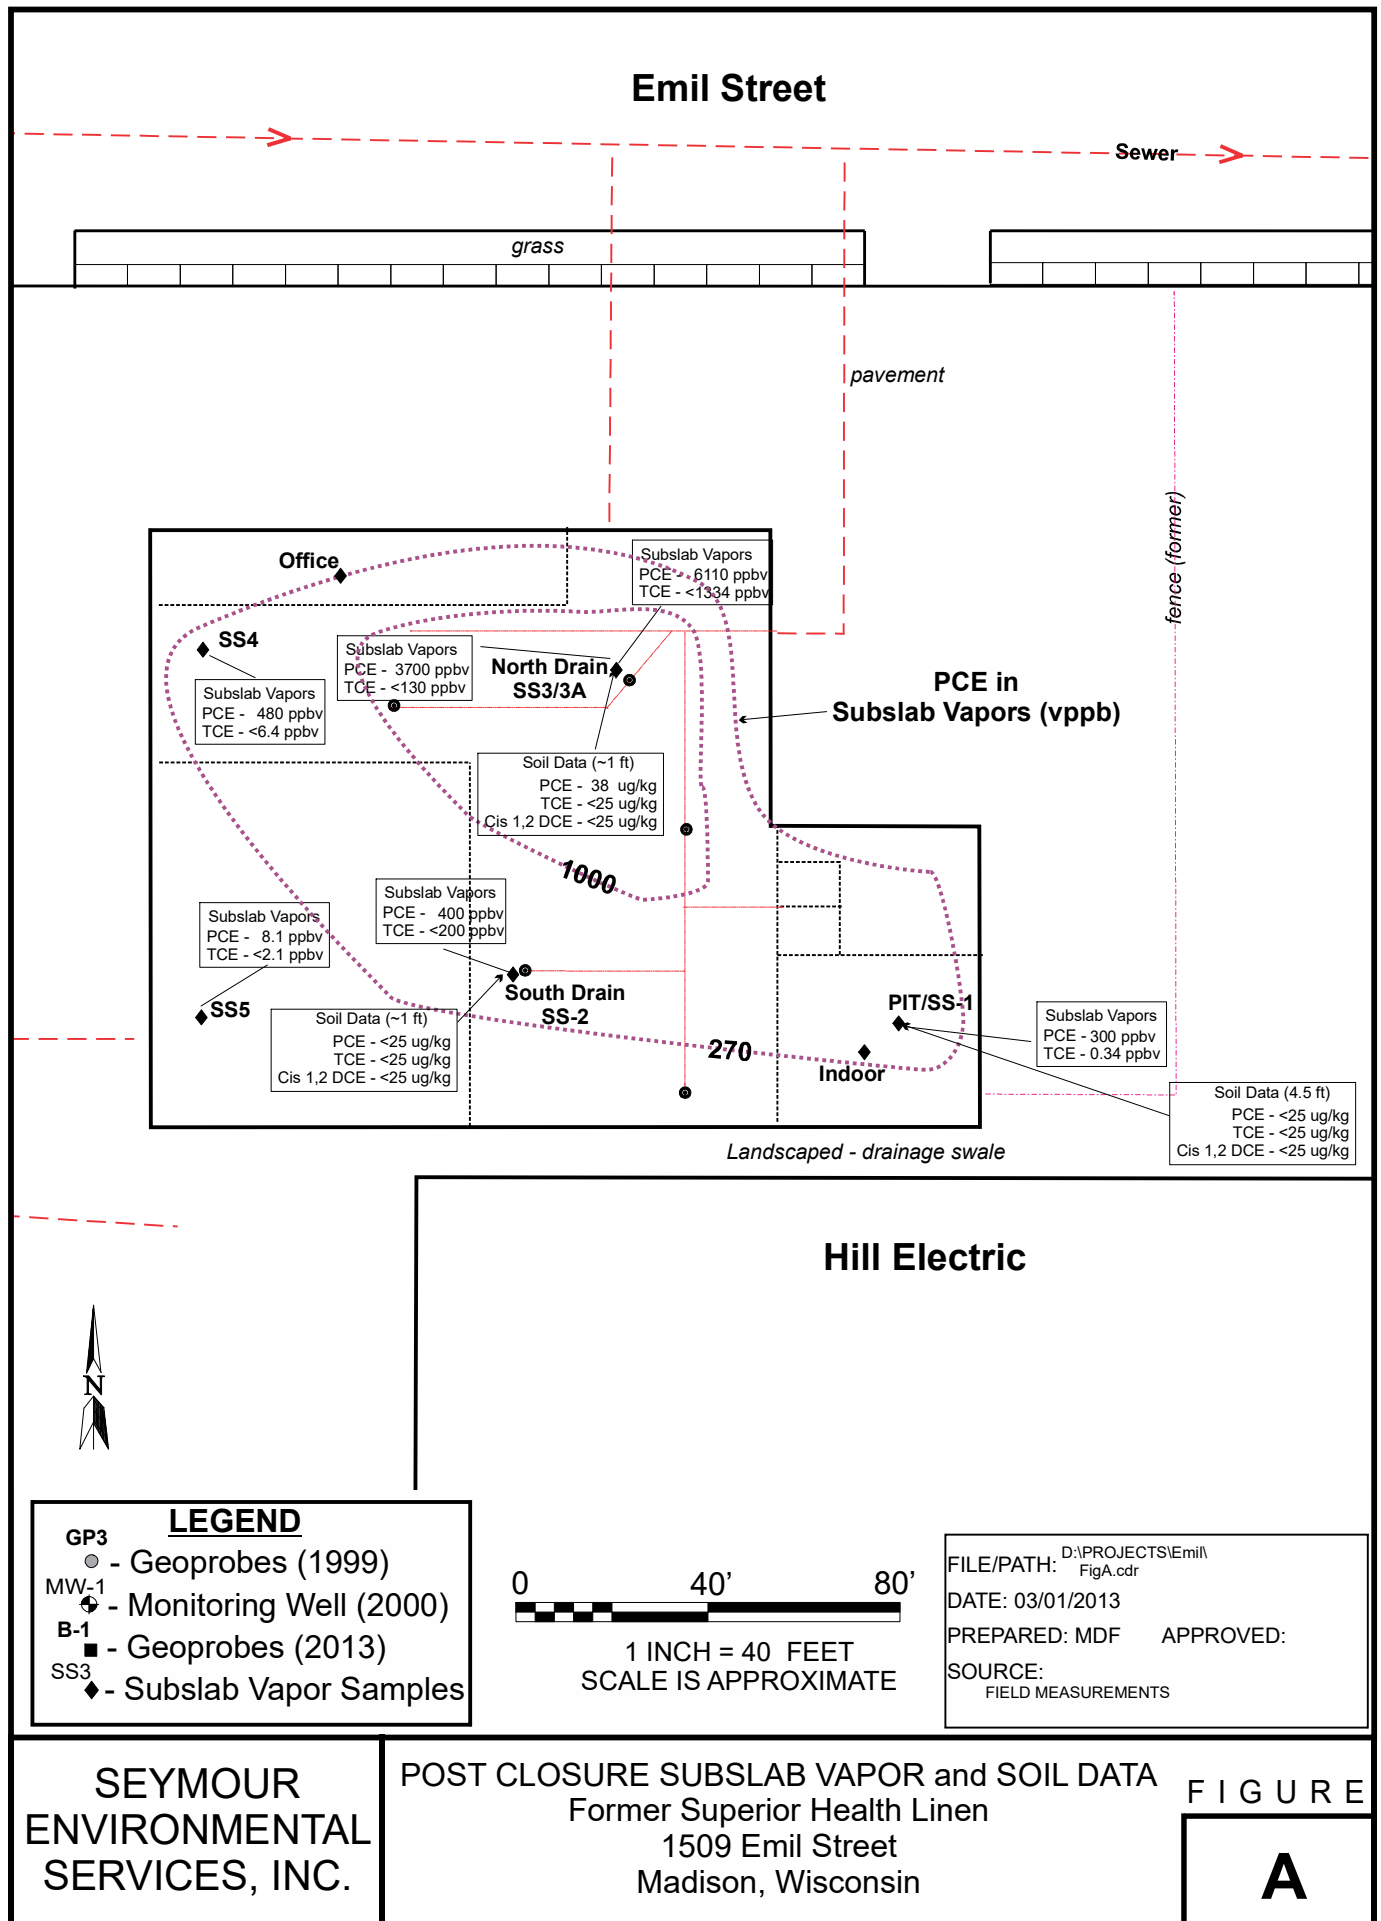 Emil Street
Sewer
grass
pavement
fence (former)
Office
Subslab Vapors
PCE - 6110 ppbv
TCE - <1334 ppbv
SS4
Subslab Vapors
PCE - 3700 ppbv
TCE - <130 ppbv
North Drain
SS3/3A
Subslab Vapors
PCE - 480 ppbv
TCE - <6.4 ppbv
PCE in
Subslab Vapors (vppb)
Soil Data (~1 ft)
PCE - 38 ug/kg
TCE - <25 ug/kg
Cis 1,2 DCE - <25 ug/kg
1000
Subslab Vapors
PCE - 400 ppbv
TCE - <200 ppbv
Subslab Vapors
PCE - 8.1 ppbv
TCE - <2.1 ppbv
SS5
South Drain
SS-2
PIT/SS-1
Subslab Vapors
PCE - 300 ppbv
TCE - 0.34 ppbv
Soil Data (~1 ft)
PCE - <25 ug/kg
TCE - <25 ug/kg
Cis 1,2 DCE - <25 ug/kg
270
Indoor
Soil Data (4.5 ft)
PCE - <25 ug/kg
TCE - <25 ug/kg
Cis 1,2 DCE - <25 ug/kg
Landscaped - drainage swale
Hill Electric
N
LEGEND
GP3
- Geoprobes (1999)
MW-1
- Monitoring Well (2000)
B-1
- Geoprobes (2013)
SS3
- Subslab Vapor Samples
0 40' 80'
1 INCH = 40 FEET
SCALE IS APPROXIMATE
FILE/PATH: D:\PROJECTS\Emil\
FigA.cdr
DATE: 03/01/2013
PREPARED: MDF APPROVED:
SOURCE:
FIELD MEASUREMENTS
SEYMOUR
ENVIRONMENTAL
SERVICES, INC.
POST CLOSURE SUBSLAB VAPOR and SOIL DATA
Former Superior Health Linen
1509 Emil Street
Madison, Wisconsin
FIGURE
A